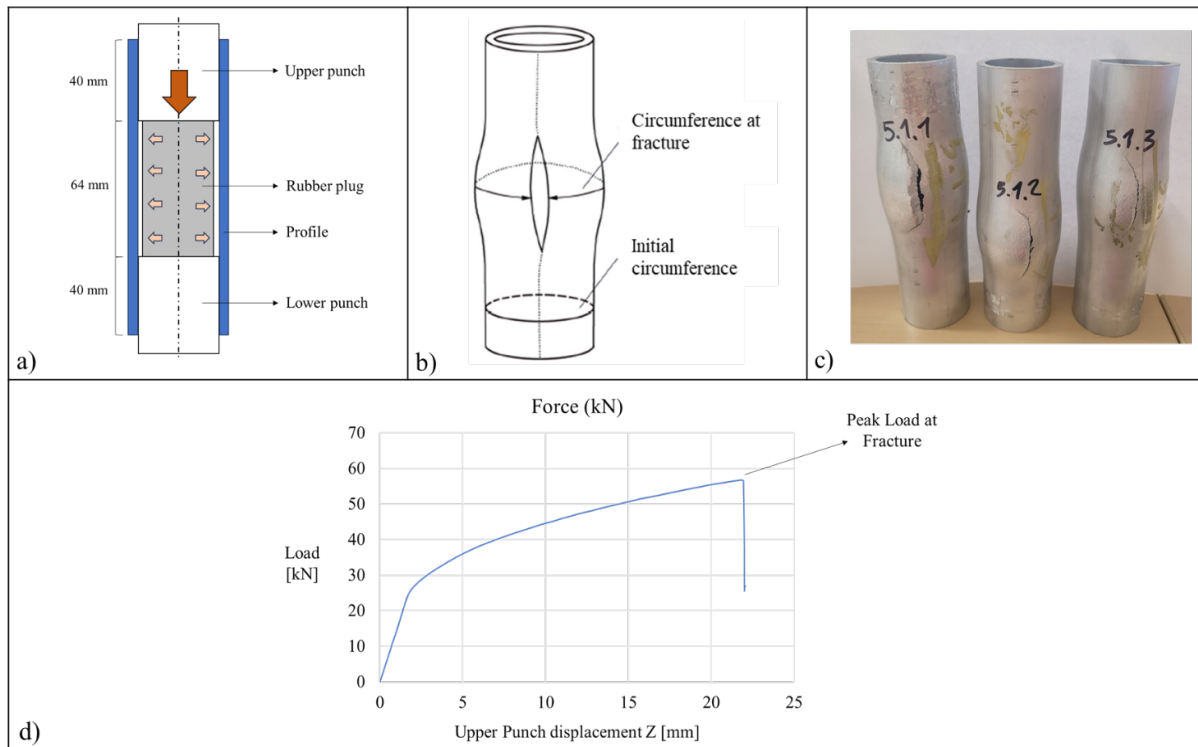 40 mm
64 mm
40 mm
Upper punch
Rubber plug
Profile
Lower punch
a)
Circumference at
fracture
Initial
circumference
b)
5.1.1
5.1.2
5.1.3
c)
Force (kN)
Peak Load at
Fracture
70
60
50
40
30
20
10
0
Load
[kN]
0
5
10
15
20
25
Upper Punch displacement Z [mm]
d)